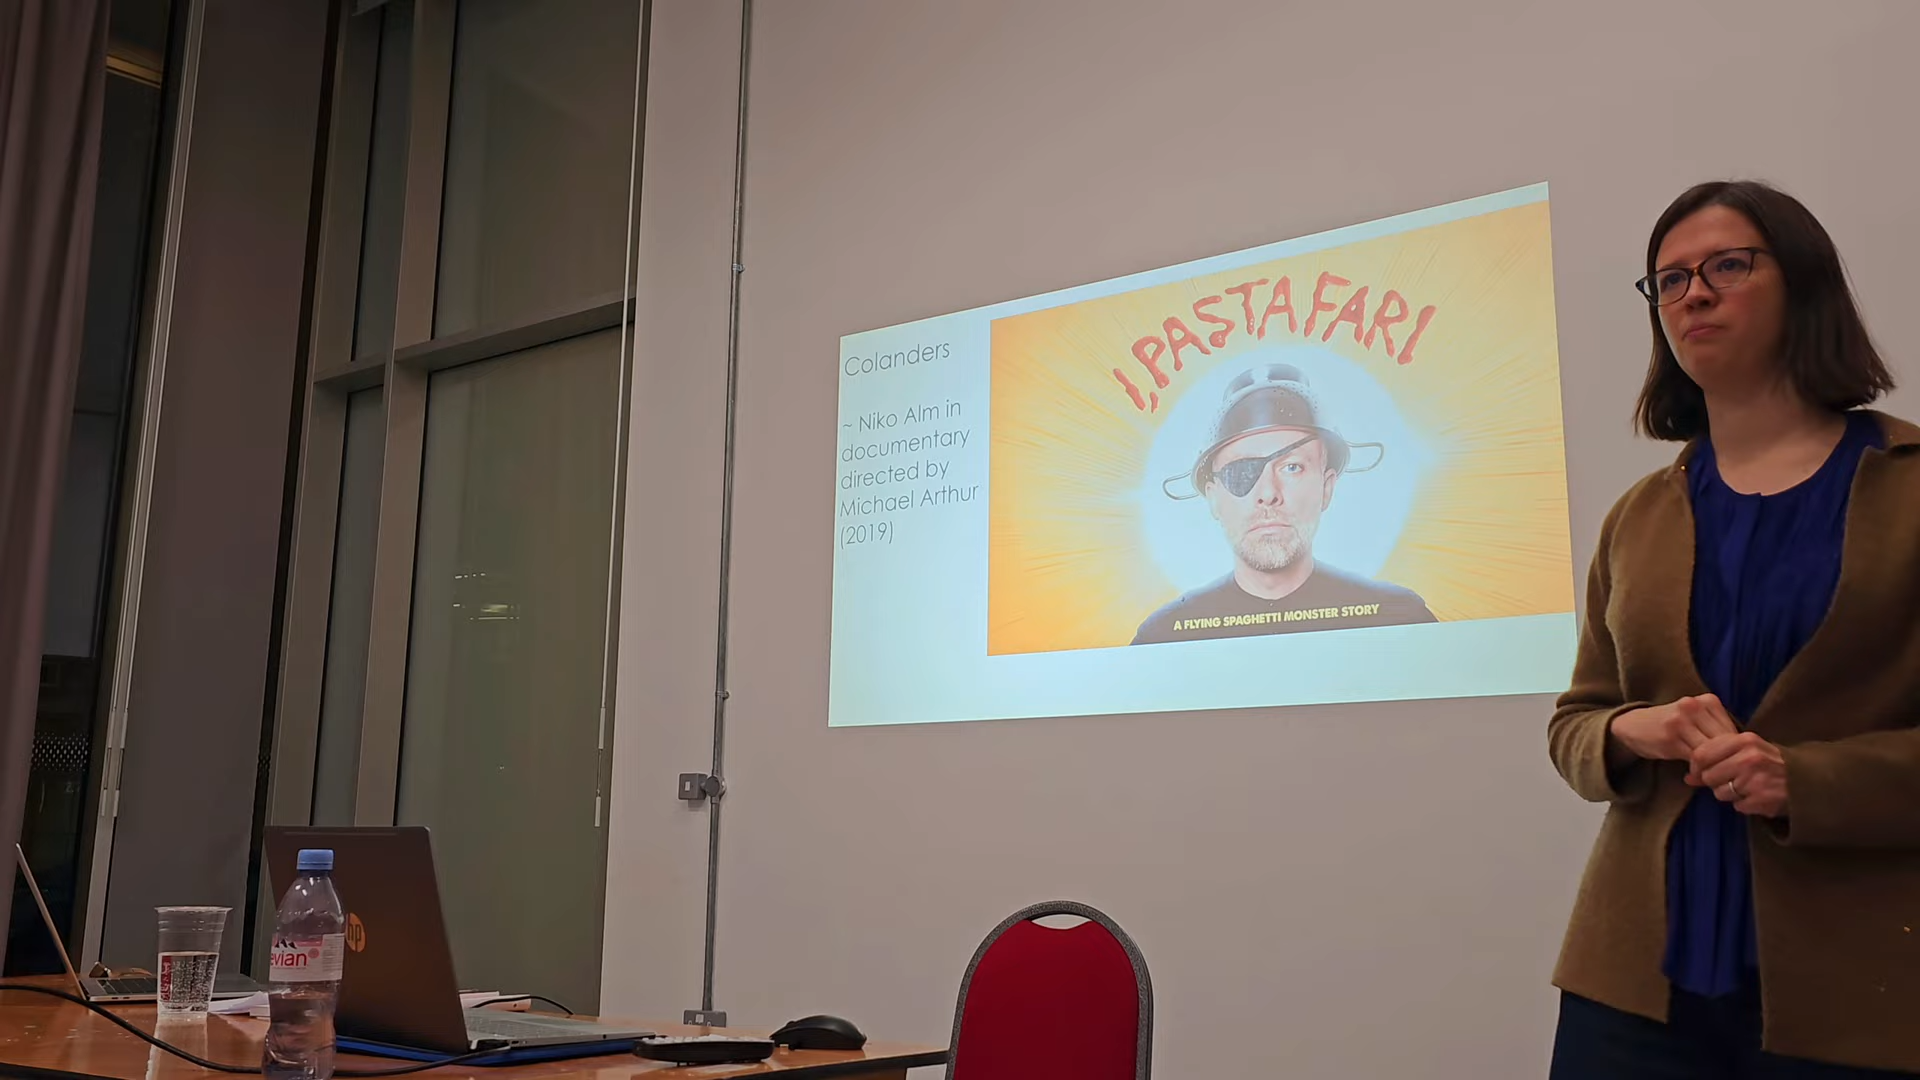 Colanders
~ Niko Alm in
documentary
directed by
Michael Arthur
(2019)
I, PASTAFARI
A FLYING SPAGHETTI MONSTER STORY
hp
evian